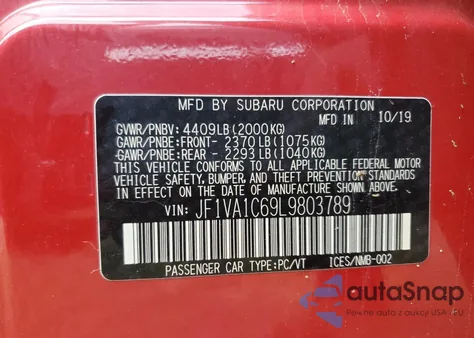 MFD BY SUBARU CORPORATION
MFD IN 10/19
GVWR/PNBV: 4409LB(2000KG)
GAWR/PNBE:FRONT- 2370LB(1075KG)
GAWR/PNBE:REAR - 2293LB(1040KG)
THIS VEHICLE CONFORMS TO ALL APPLICABLE FEDERAL MOTOR
VEHICLE SAFETY, BUMPER, AND THEFT PREVENTION STANDARDS
IN EFFECT ON THE DATE OF MANUFACTURE SHOWN ABOVE.
VIN: JF1VA1C69L9803789
PASSENGER CAR TYPE:PC/VT ICES/NMB-002
autoSnap